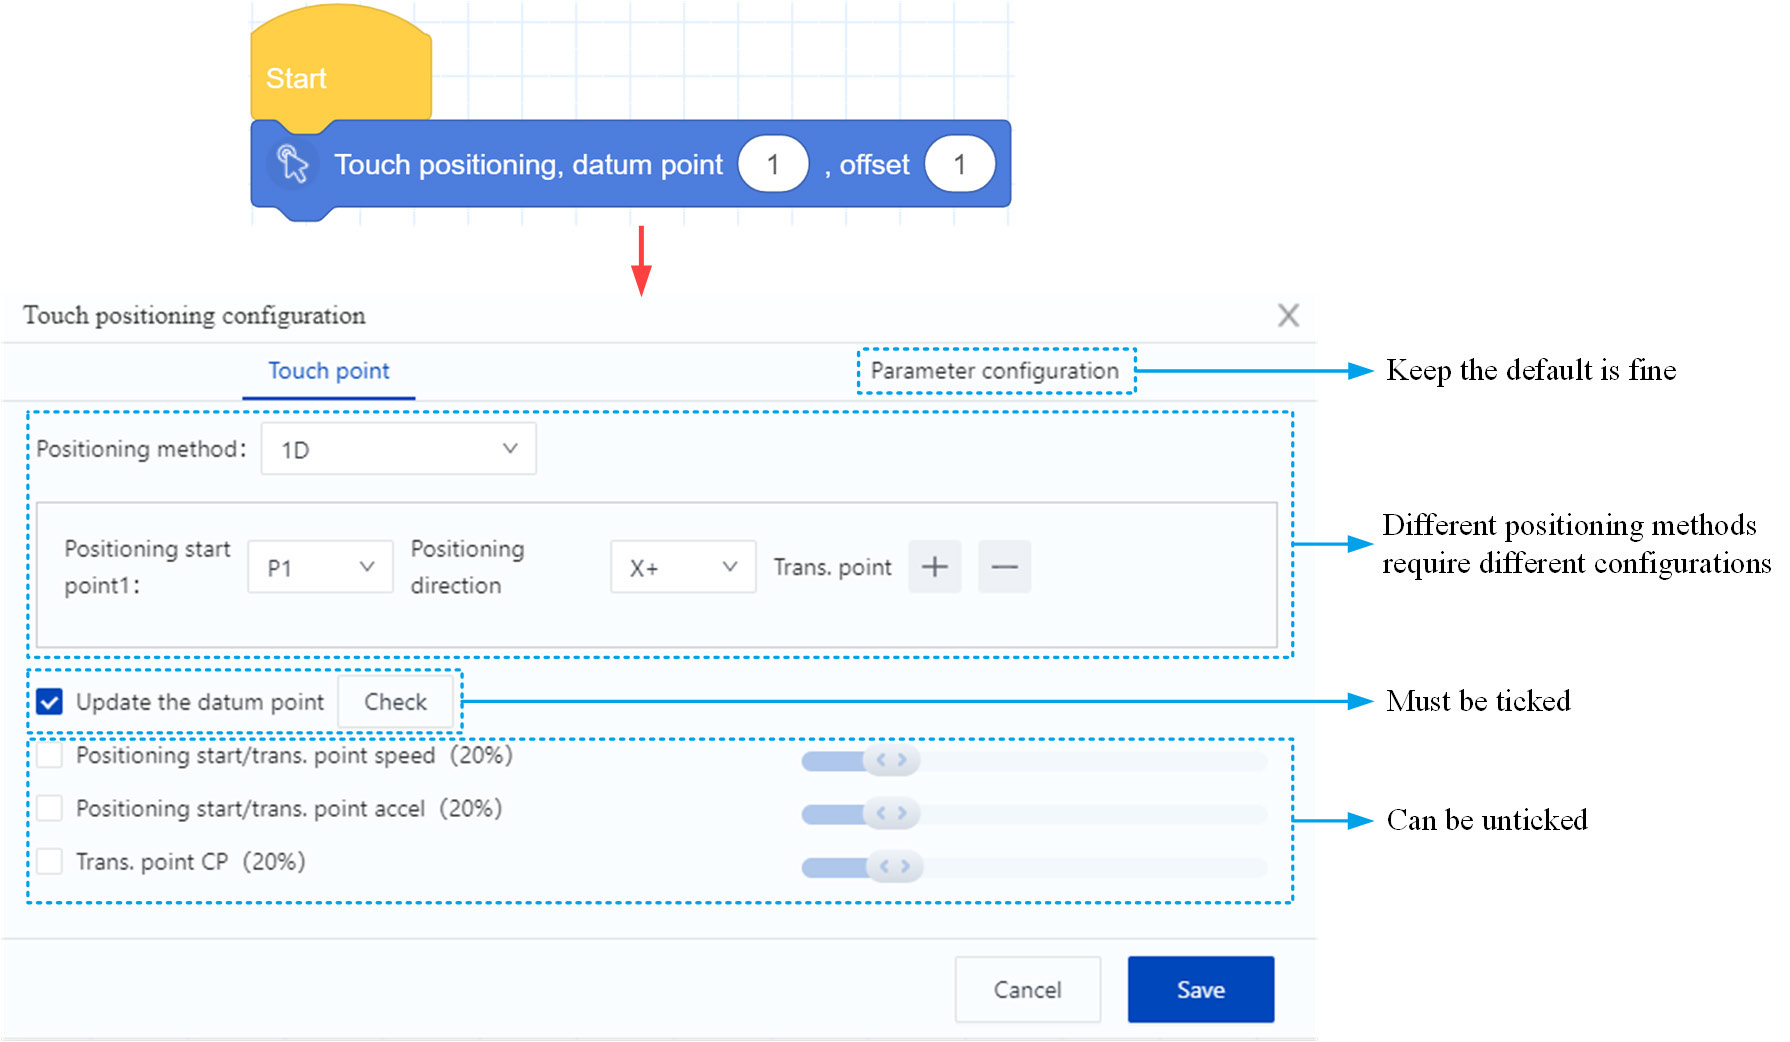 Start
Touch positioning, datum point 1 , offset 1
Touch positioning configuration X
Touch point
Parameter configuration
Keep the default is fine
Positioning method: 1D
Positioning start
point1:
P1
Positioning
direction
X+
Trans. point + −
Different positioning methods
require different configurations
Update the datum point Check
Must be ticked
Positioning start/trans. point speed (20%)
Positioning start/trans. point accel (20%)
Trans. point CP (20%)
Can be unticked
Cancel Save